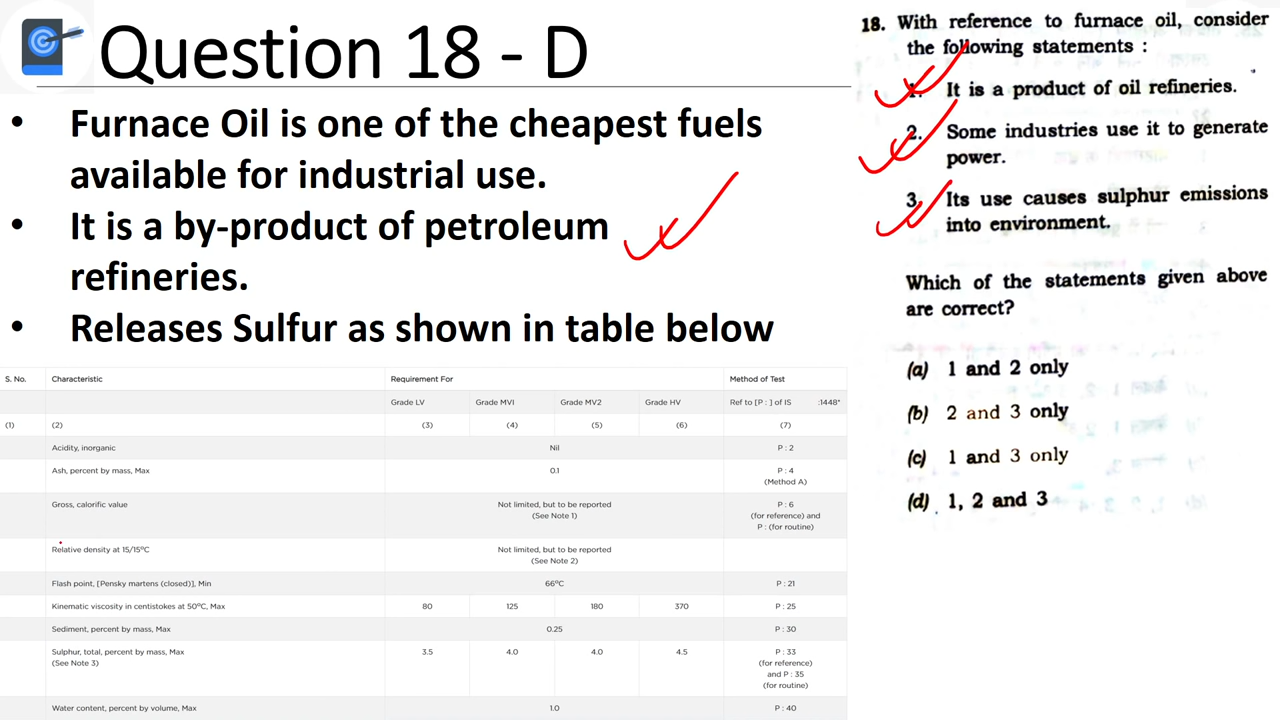 Question 18 - D
• Furnace Oil is one of the cheapest fuels
available for industrial use.
• It is a by-product of petroleum
refineries.
• Releases Sulfur as shown in table below
S. No. Characteristic Requirement For Method of Test
Grade LV Grade MVI Grade MV2 Grade HV Ref to [P : ] of IS :1448*
(1) (2) (3) (4) (5) (6) (7)
Acidity, inorganic Nil P : 2
Ash, percent by mass, Max 0.1 P : 4
(Method A)
Gross, calorific value Not limited, but to be reported P : 6
(See Note 1) (for reference) and
P : (for routine)
Relative density at 15/15ºC Not limited, but to be reported
(See Note 2)
Flash point, [Pensky martens (closed)], Min 66ºC P : 21
Kinematic viscosity in centistokes at 50ºC, Max 80 125 180 370 P : 25
Sediment, percent by mass, Max 0.25 P : 30
Sulphur, total, percent by mass, Max 3.5 4.0 4.0 4.5 P : 33
(See Note 3) (for reference)
and P : 35
(for routine)
Water content, percent by volume, Max 1.0 P : 40
18. With reference to furnace oil, consider
the following statements :
1. It is a product of oil refineries.
2. Some industries use it to generate
power.
3. Its use causes sulphur emissions
into environment.
Which of the statements given above
are correct?
(a) 1 and 2 only
(b) 2 and 3 only
(c) 1 and 3 only
(d) 1, 2 and 3